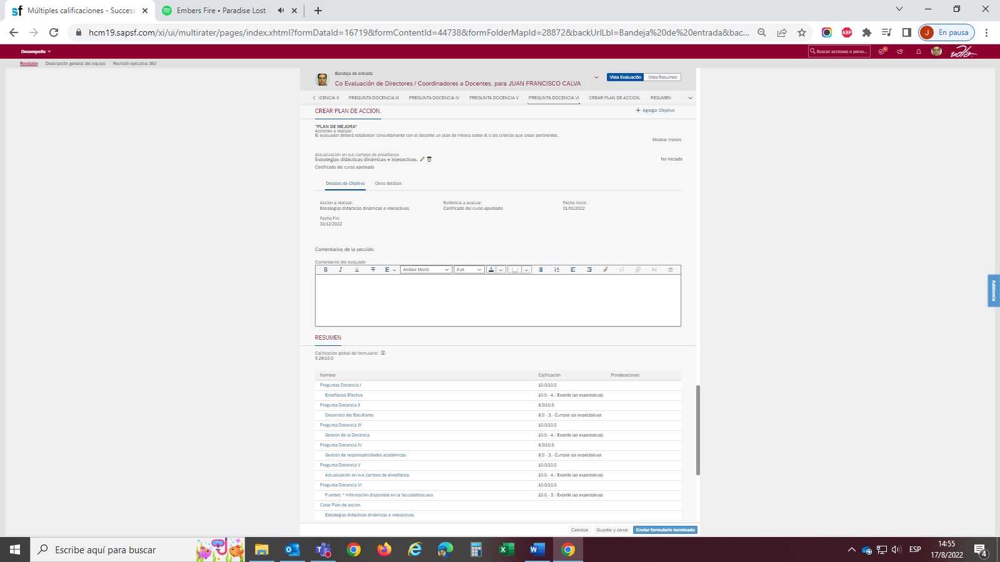 Múltiples calificaciones - Success
Embers Fire • Paradise Lost
hcm19.sapsf.com/xi/ui/multirater/pages/index.xhtml?formDataId=16719&formContentId=44738&formFolderMapId=28872&backUrlLbl=Bandeja%20de%20entrada&bac...
ABP
J
En pausa
Desempeño
Buscar acciones o perso...
1
udla
Revisión
Descripción general del equipo
Revisión ejecutiva 360
Bandeja de entrada
Co Evaluación de Directores / Coordinadores a Docentes. para JUAN FRANCISCO CALVA
Vista Evaluación
Vista Resumen
OCENCIA II
PREGUNTA DOCENCIA III
PREGUNTA DOCENCIA IV
PREGUNTA DOCENCIA V
PREGUNTA DOCENCIA VI
CREAR PLAN DE ACCION.
RESUMEN
CREAR PLAN DE ACCION.
Agregar Objetivo
"PLAN DE MEJORA"
Acciones a realizar:
El evaluador deberá establecer conjuntamente con el docente un plan de mejora sobre él o los criterios que crean pertinentes.
Mostrar menos
Actualización en sus campos de enseñanza
Estrategias didácticas dinámicas e interactivas.
No Iniciado
Certificado del curso aprobado
Detalles de Objetivo
Otros detalles
Accion a realizar:
Estrategias didácticas dinámicas e interactivas.
Evidencia a evaluar:
Certificado del curso aprobado
Fecha inicio:
01/01/2022
Fecha Fin:
31/12/2022
Comentarios de la sección:
Comentarios del evaluado
B I U T
Andale Mono
8 pt
A
RESUMEN
Calificación global de formulario:
9.28/10.0
Nombre Calificación Ponderaciones
Preguntas Docencia I 10.0/10.0
Enseñanza Efectiva 10.0 - 4.- Excede las expectativas
Pregunta Docencia II 8.0/10.0
Desarrollo del Estudiante 8.0 - 3.- Cumple las expectativas
Pregunta Docencia III 10.0/10.0
Gestion de la Docencia 10.0 - 4.- Excede las expectativas
Pregunta Docencia IV 8.0/10.0
Gestión de responsabilidades académicas. 8.0 - 3.- Cumple las expectativas
Pregunta Docencia V 10.0/10.0
Actualización en sus campos de enseñanza. 10.0 - 4.- Excede las expectativas
Pregunta Docencia VI 10.0/10.0
Fuentes: * Información disponible en la facultad/escuela 10.0 - 3.- Excede las expectativas
Crear Plan de accion.
Estrategias didácticas dinámicas e interactivas.
Cancelar
Guardar y cerrar
Enviar formulario terminado
Asistencia
Escribe aquí para buscar
ESP
14:55
17/8/2022
4